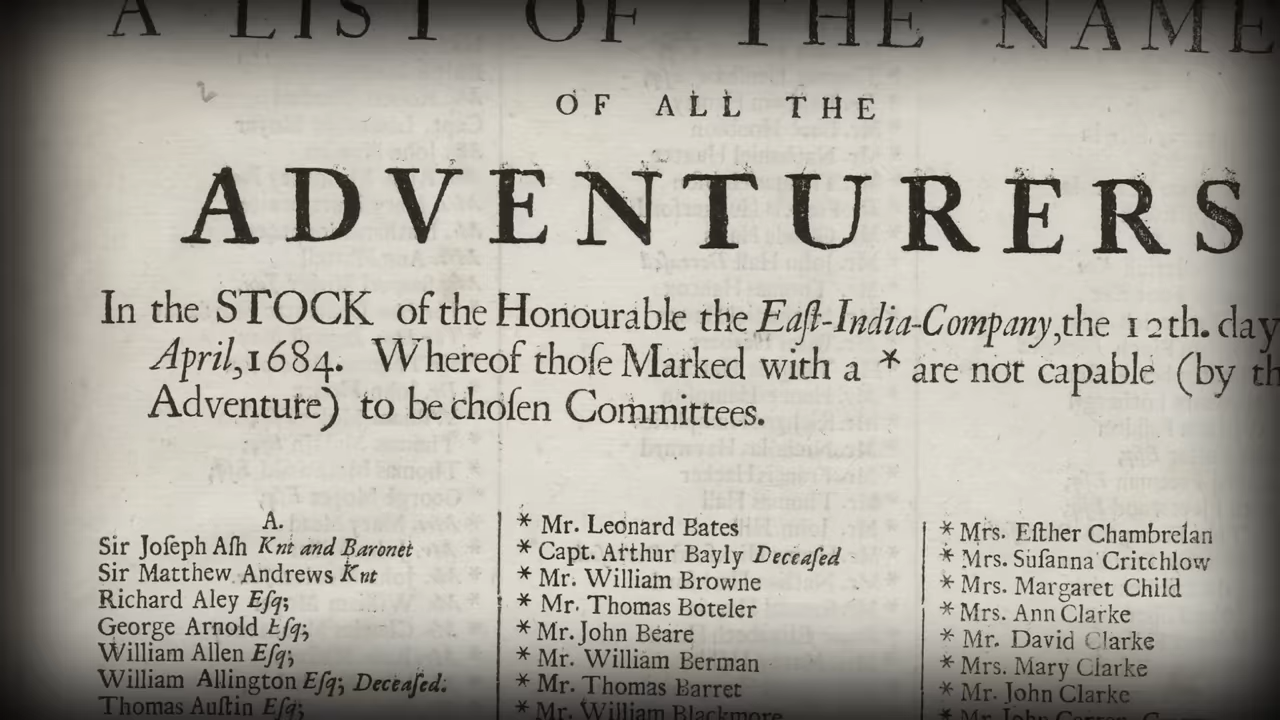 A LIST OF THE NAME
OF ALL THE
ADVENTURERS
In the STOCK of the Honourable the Eaſt-India-Company, the 12th. day
April, 1684. Whereof thoſe Marked with a * are not capable (by th
Adventure) to be choſen Committees.
A.
Sir Joſeph Aſh Knt and Baronet
Sir Matthew Andrews Knt
Richard Aley Eſq;
George Arnold Eſq;
William Allen Eſq;
William Allington Eſq; Deceaſed.
Thomas Auſtin Eſq;
* Mr. Leonard Bates
* Capt. Arthur Bayly Deceaſed
* Mr. William Browne
* Mr. Thomas Boteler
* Mr. John Beare
* Mr. William Berman
* Mr. Thomas Barret
* Mr. William Blackmore
* Mrs. Eſther Chambrelan
* Mrs. Suſanna Critchlow
* Mrs. Margaret Child
* Mrs. Ann Clarke
* Mr. David Clarke
* Mrs. Mary Clarke
* Mr. John Clarke
* Mr. John